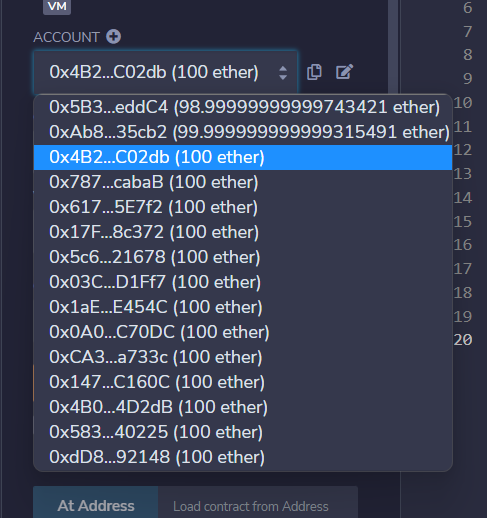 VM
ACCOUNT
0x4B2...C02db (100 ether)
0x5B3...eddC4 (98.99999999999743421 ether)
0xAb8...35cb2 (99.999999999999315491 ether)
0x4B2...C02db (100 ether)
0x787...cabaB (100 ether)
0x617...5E7f2 (100 ether)
0x17F...8c372 (100 ether)
0x5c6...21678 (100 ether)
0x03C...D1Ff7 (100 ether)
0x1aE...E454C (100 ether)
0x0A0...C70DC (100 ether)
0xCA3...a733c (100 ether)
0x147...C160C (100 ether)
0x4B0...4D2dB (100 ether)
0x583...40225 (100 ether)
0xdD8...92148 (100 ether)
At Address
Load contract from Address
6
7
8
9
10
11
12
13
14
15
16
17
18
19
20